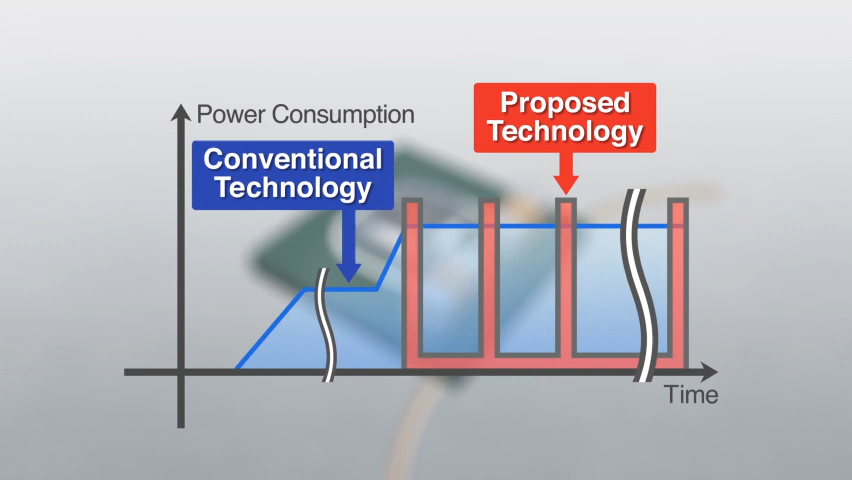 Proposed
Technology
Power Consumption
Conventional
Technology
Time